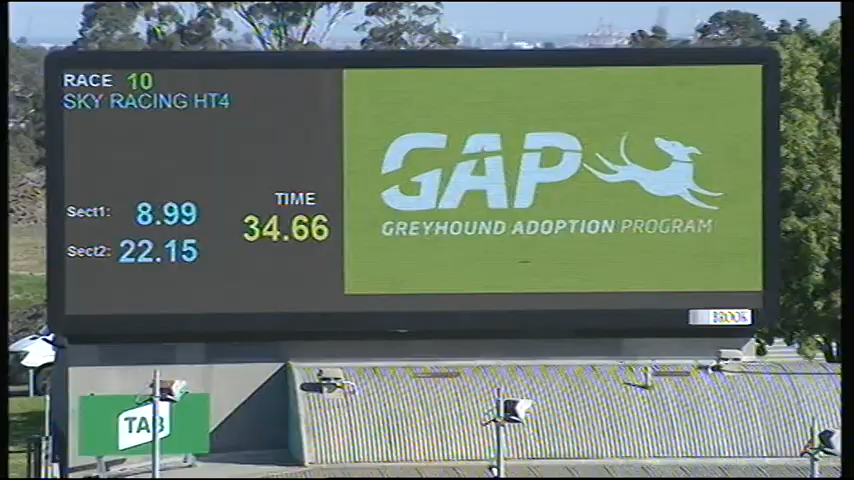 RACE 10
SKY RACING HT4
Sect1: 8.99
Sect2: 22.15
TIME
34.66
GAP
GREYHOUND ADOPTION PROGRAM
BROOK
TAB